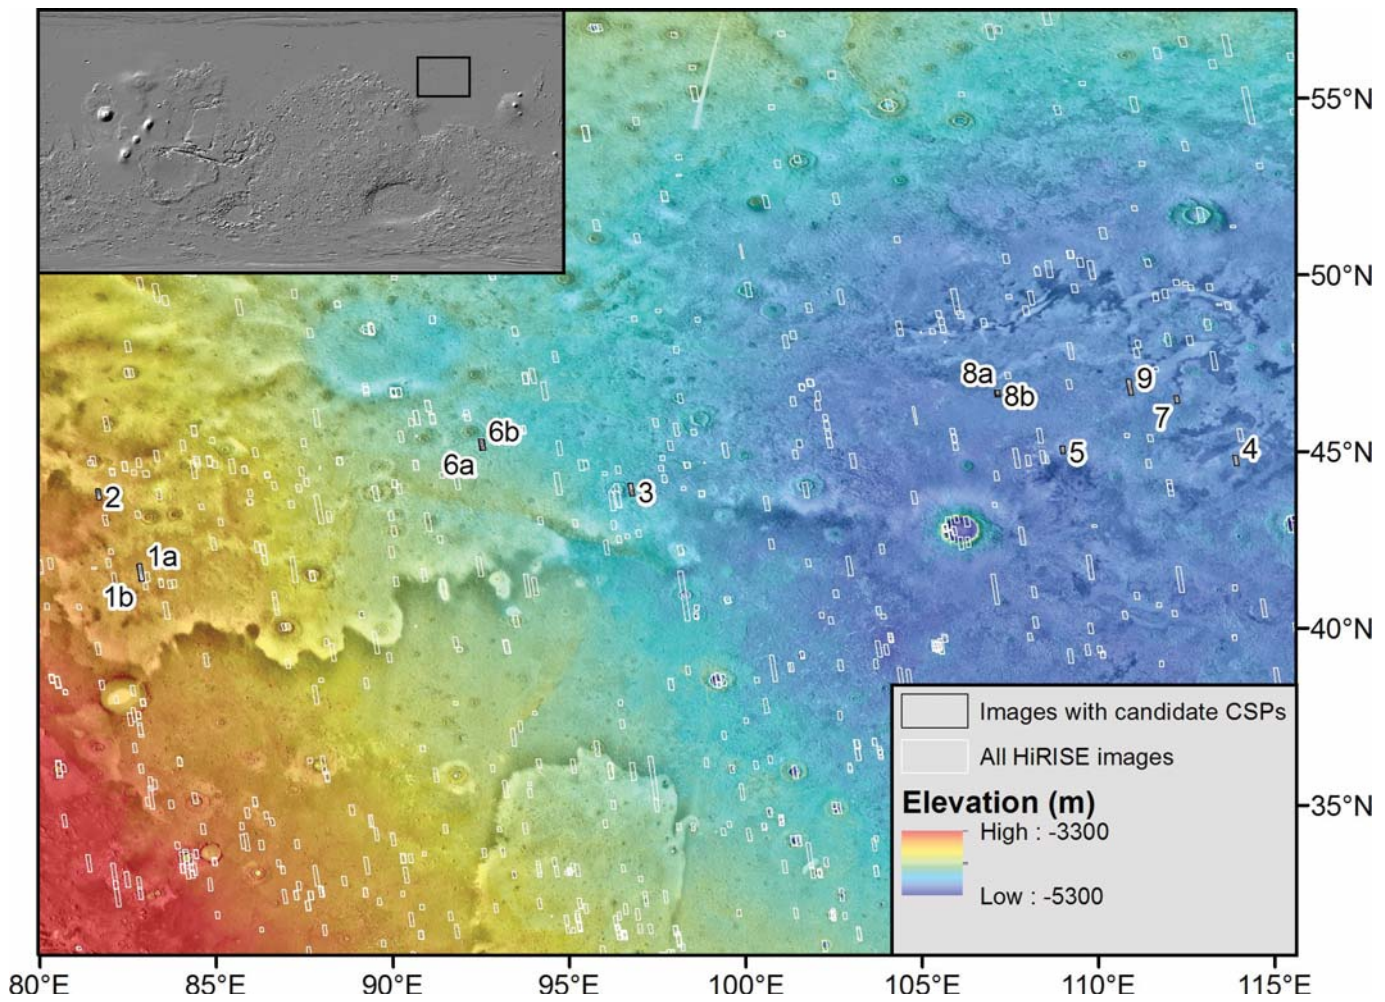 55°N
50°N
8a
9
8b
6b
7
45°N
6a
5
4
2
3
1a
1b
40°N
Images with candidate CSPs
All HiRISE images
Elevation (m)
High : -3300
Low : -5300
35°N
80°E
85°E
90°E
95°E
100°E
105°E
110°E
115°E